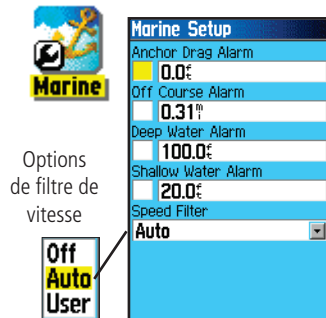 Marine
Options
de filtre de
vitesse
Off
Auto
User
Marine Setup
Anchor Drag Alarm
0.0ft
Off Course Alarm
0.31mi
Deep Water Alarm
100.0ft
Shallow Water Alarm
20.0ft
Speed Filter
Auto